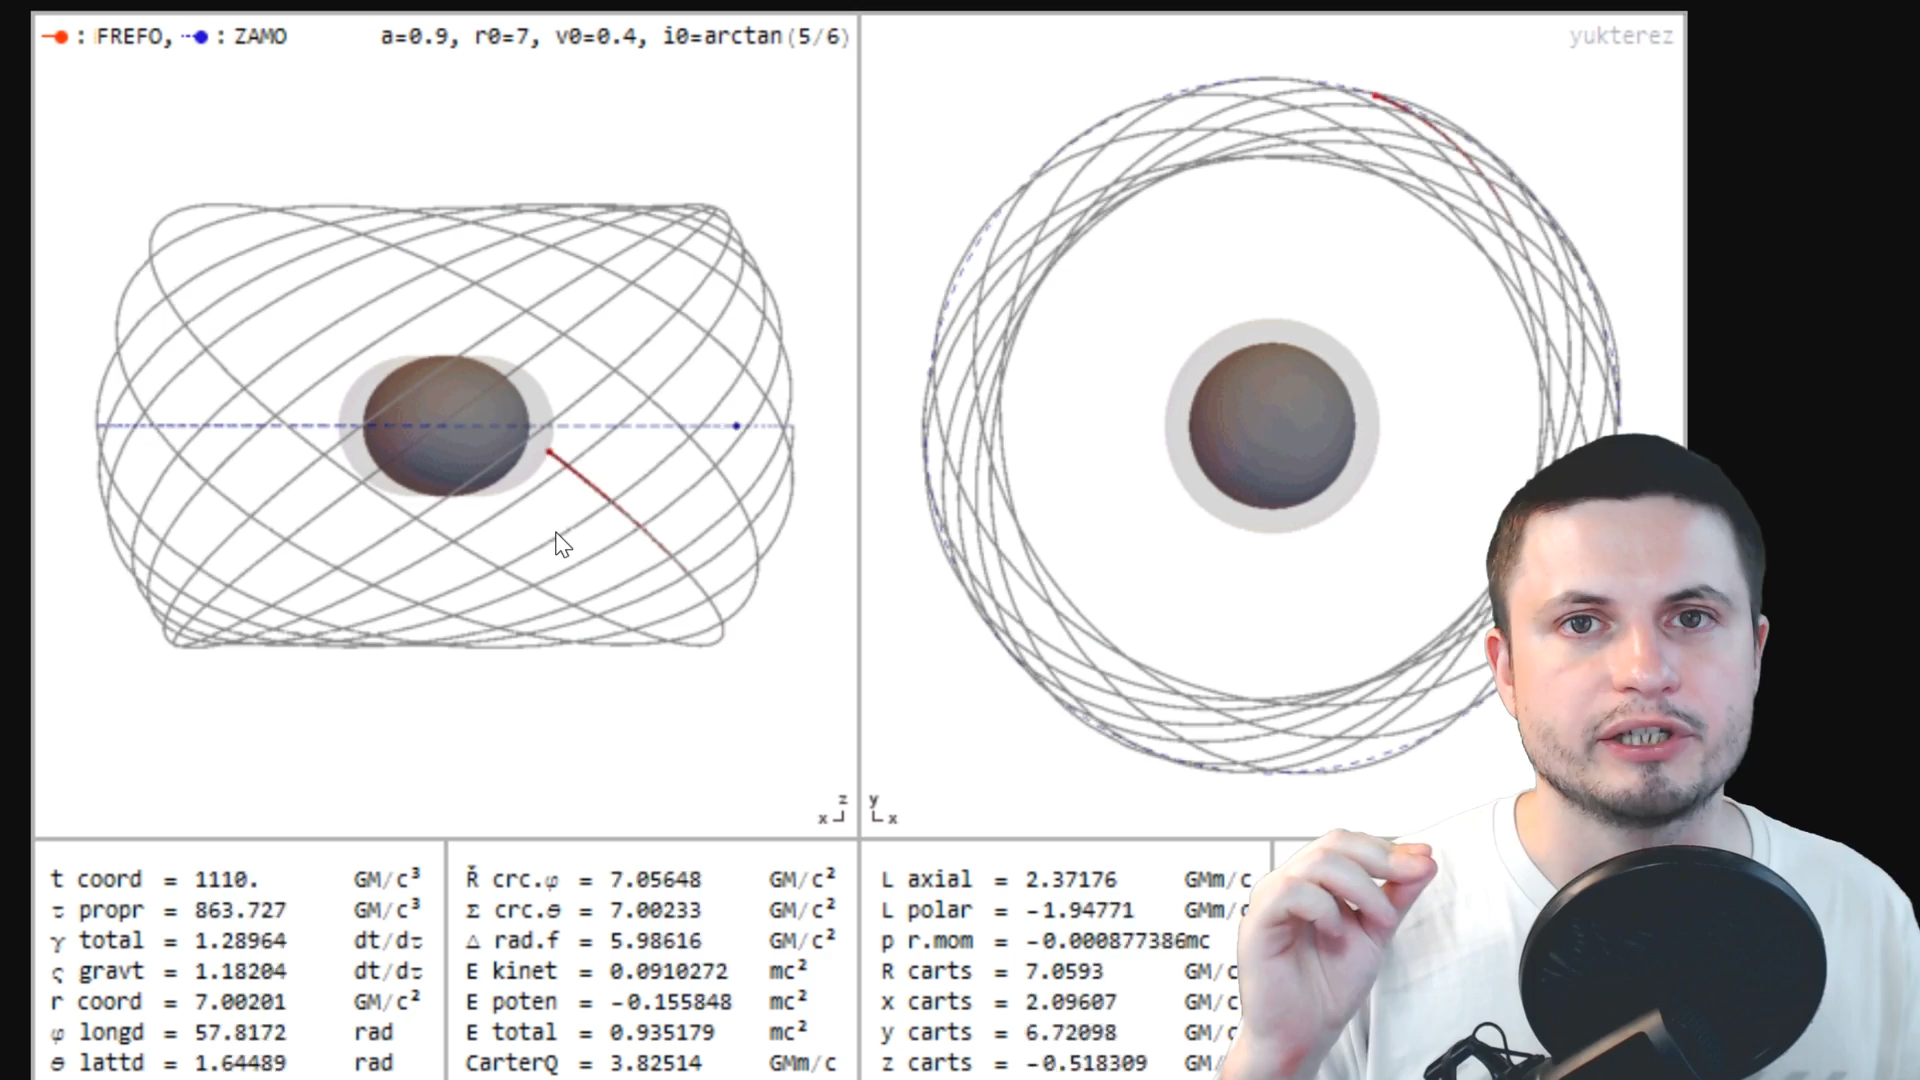 : FREFO, : ZAMO a=0.9, r0=7, v0=0.4, i0=arctan(5/6)
yukterez
z
x
y
x
t coord = 1110. GM/c³
τ propr = 863.727 GM/c³
γ total = 1.28964 dt/dτ
ς gravt = 1.18204 dt/dτ
r coord = 7.00201 GM/c²
φ longd = 57.8172 rad
θ lattd = 1.64489 rad
Ř crc.φ = 7.05648 GM/c²
Σ crc.θ = 7.00233 GM/c²
Δ rad.f = 5.98616 GM/c²
E kinet = 0.0910272 mc²
E poten = -0.155848 mc²
E total = 0.935179 mc²
CarterQ = 3.82514 GMm/c
L axial = 2.37176 GMm/c
L polar = -1.94771 GMm/c
p r.mom = -0.000877386mc
R carts = 7.0593 GM/c
x carts = 2.09607 GM/c
y carts = 6.72098 GM/c
z carts = -0.518309 GM/